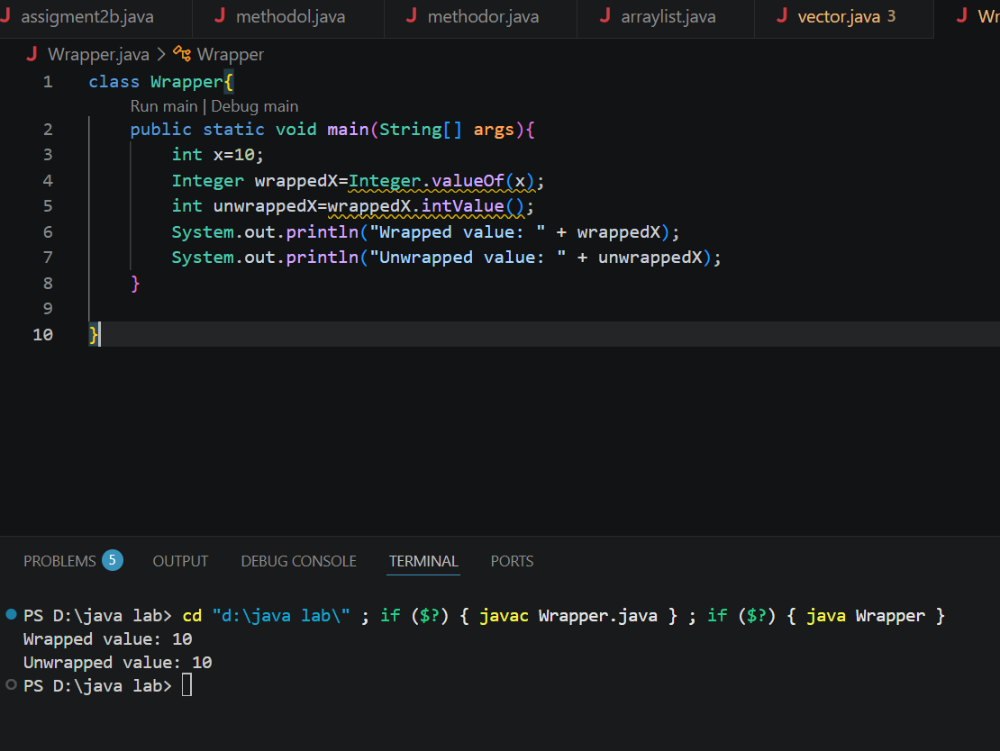 assigment2b.java methodol.java methodor.java arraylist.java vector.java 3 Wr
Wrapper.java > Wrapper
1 class Wrapper{
Run main | Debug main
2 public static void main(String[] args){
3 int x=10;
4 Integer wrappedX=Integer.valueOf(x);
5 int unwrappedX=wrappedX.intValue();
6 System.out.println("Wrapped value: " + wrappedX);
7 System.out.println("Unwrapped value: " + unwrappedX);
8 }
9
10 }
PROBLEMS 5 OUTPUT DEBUG CONSOLE TERMINAL PORTS
PS D:\java lab> cd "d:\java lab\" ; if ($?) { javac Wrapper.java } ; if ($?) { java Wrapper }
Wrapped value: 10
Unwrapped value: 10
PS D:\java lab>